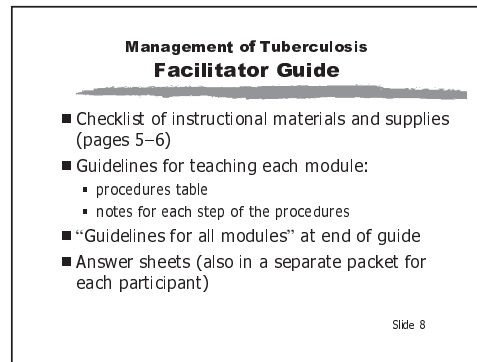 Management of Tuberculosis
Facilitator Guide
■ Checklist of instructional materials and supplies
(pages 5–6)
■ Guidelines for teaching each module:
▪ procedures table
▪ notes for each step of the procedures
■ “Guidelines for all modules” at end of guide
■ Answer sheets (also in a separate packet for
each participant)
Slide 8